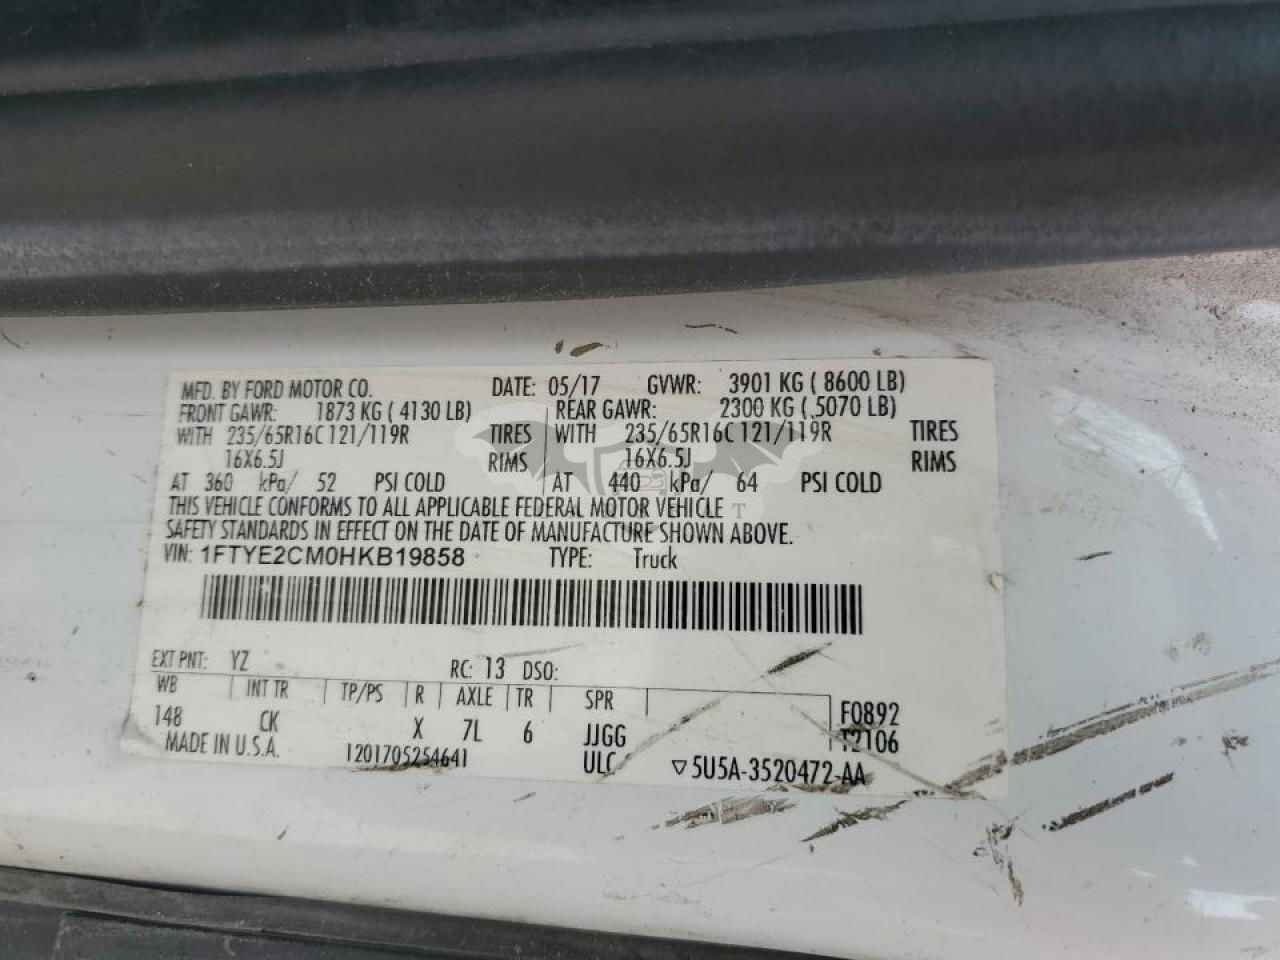 MFD. BY FORD MOTOR CO. DATE: 05/17 GVWR: 3901 KG ( 8600 LB)
FRONT GAWR: 1873 KG ( 4130 LB) REAR GAWR: 2300 KG ( 5070 LB)
WITH 235/65R16C 121/119R TIRES WITH 235/65R16C 121/119R TIRES
16X6.5J RIMS 16X6.5J RIMS
AT 360 kPa/ 52 PSI COLD AT 440 kPa/ 64 PSI COLD
THIS VEHICLE CONFORMS TO ALL APPLICABLE FEDERAL MOTOR VEHICLE
SAFETY STANDARDS IN EFFECT ON THE DATE OF MANUFACTURE SHOWN ABOVE.
VIN: 1FTYE2CM0HKB19858 TYPE: Truck
EXT PNT: YZ RC: 13 DSO:
WB INT TR TP/PS R AXLE TR SPR
148 CK X 7L 6 JJGG F0892
MADE IN U.S.A. 1201705254641 ULC T2106
▽5U5A-3520472-AA